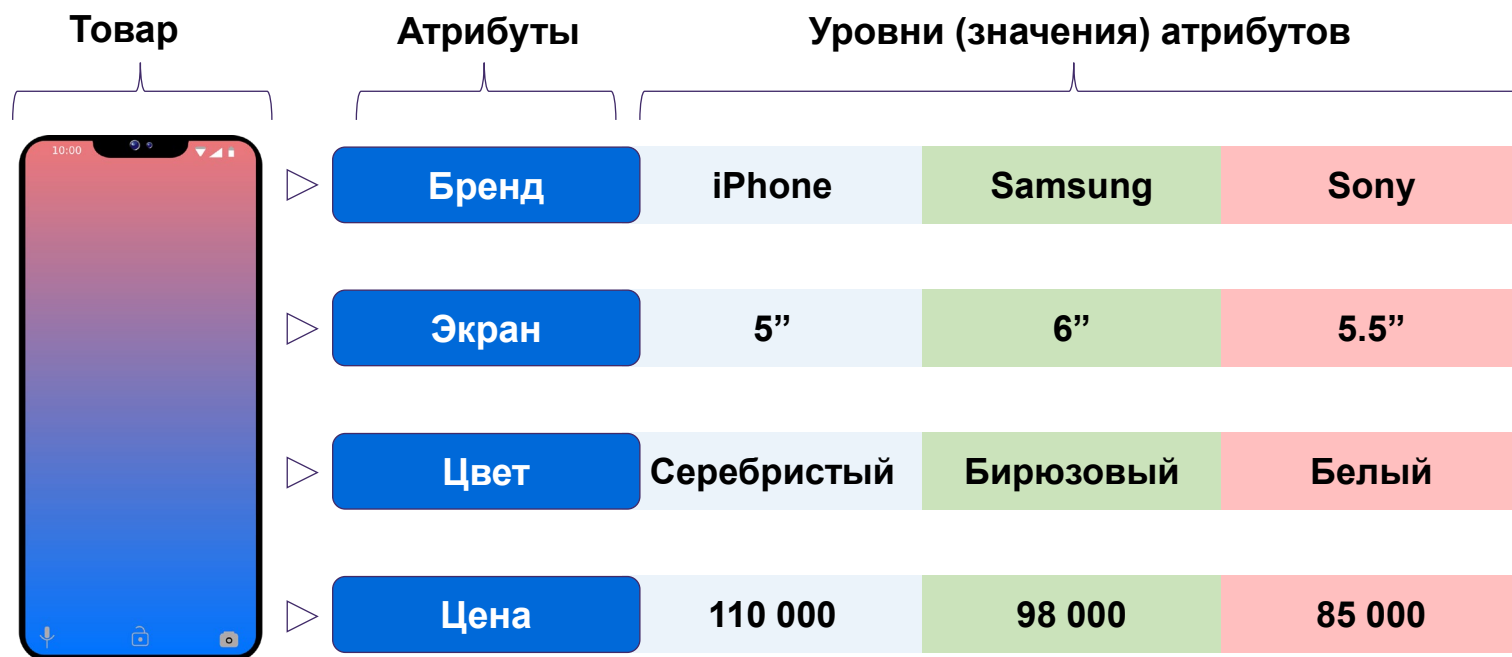 Товар Атрибуты Уровни (значения) атрибутов
10:00
Бренд iPhone Samsung Sony
Экран 5” 6” 5.5”
Цвет Серебристый Бирюзовый Белый
Цена 110 000 98 000 85 000